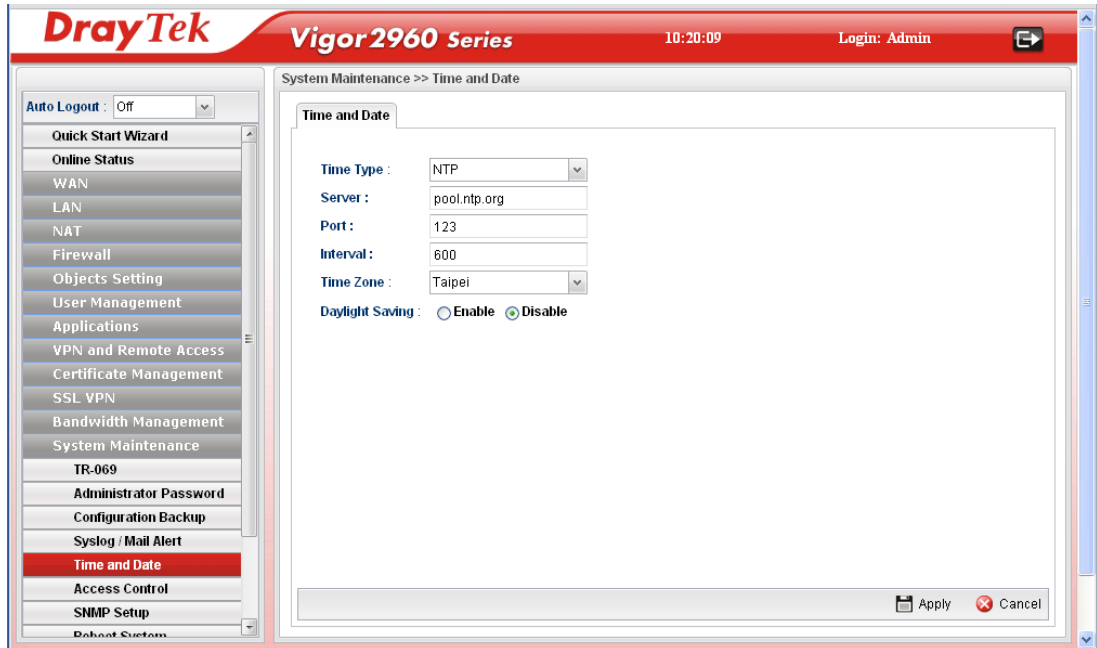 DrayTek
Vigor2960 Series
10:20:09
Login: Admin
Auto Logout : Off
Quick Start Wizard
Online Status
WAN
LAN
NAT
Firewall
Objects Setting
User Management
Applications
VPN and Remote Access
Certificate Management
SSL VPN
Bandwidth Management
System Maintenance
TR-069
Administrator Password
Configuration Backup
Syslog / Mail Alert
Time and Date
Access Control
SNMP Setup
Reboot System
System Maintenance >> Time and Date
Time and Date
Time Type : NTP
Server : pool.ntp.org
Port : 123
Interval : 600
Time Zone : Taipei
Daylight Saving : Enable Disable
Apply Cancel